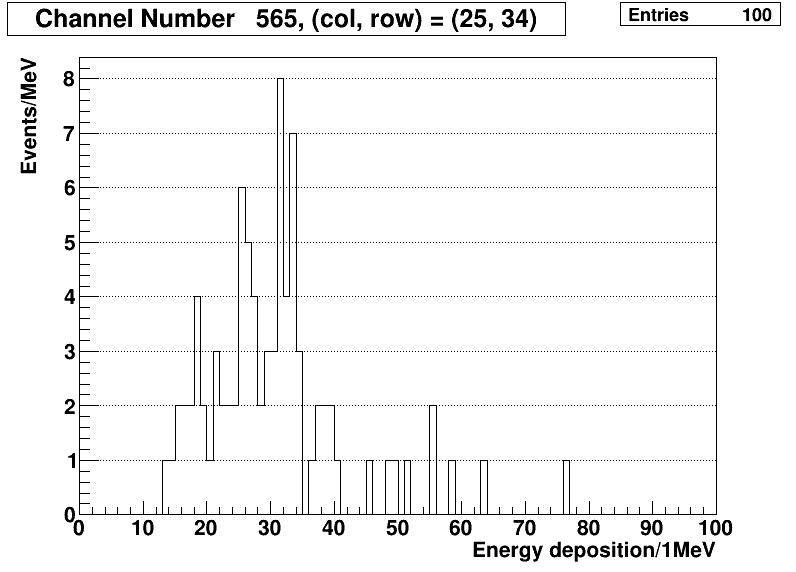 Channel Number 565, (col, row) = (25, 34)
Entries 100
Events/MeV
8
7
6
5
4
3
2
1
0
0 10 20 30 40 50 60 70 80 90 100
Energy deposition/1MeV